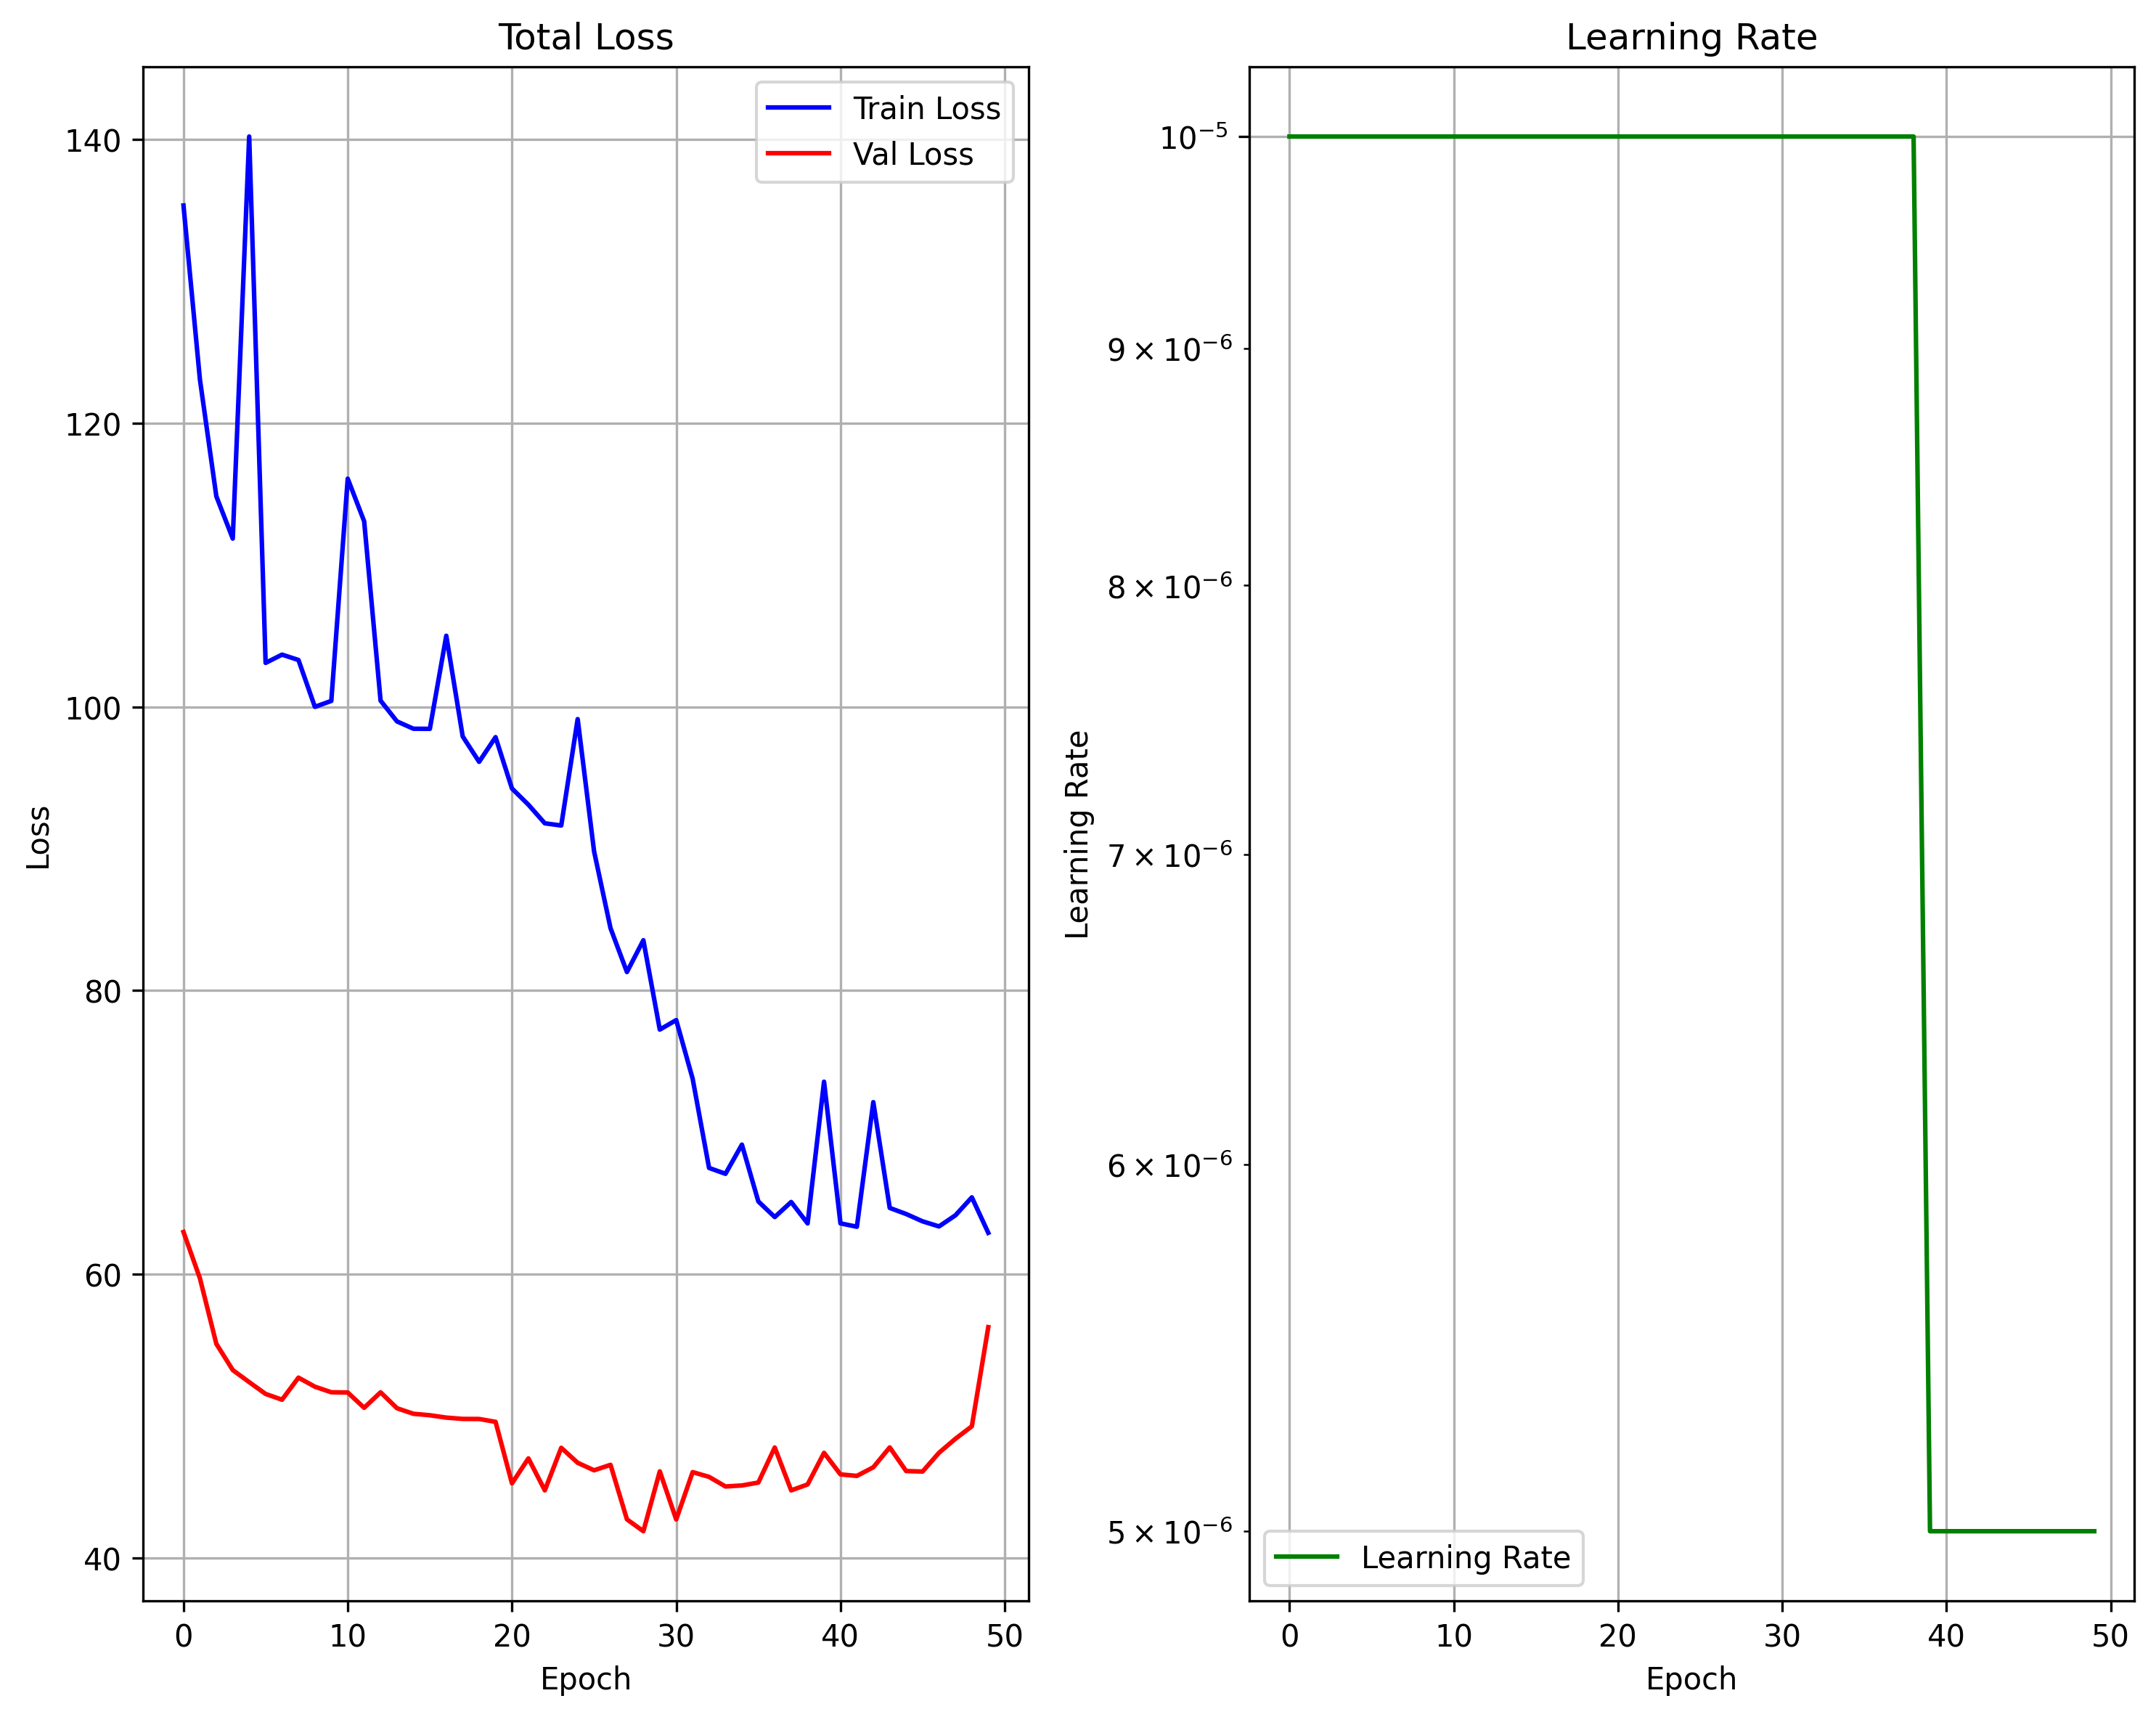 Total Loss
Train Loss
Val Loss
140
120
100
80
60
40
Loss
0 10 20 30 40 50
Epoch
Learning Rate
10⁻⁵
9 × 10⁻⁶
8 × 10⁻⁶
7 × 10⁻⁶
6 × 10⁻⁶
5 × 10⁻⁶
Learning Rate
Learning Rate
0 10 20 30 40 50
Epoch